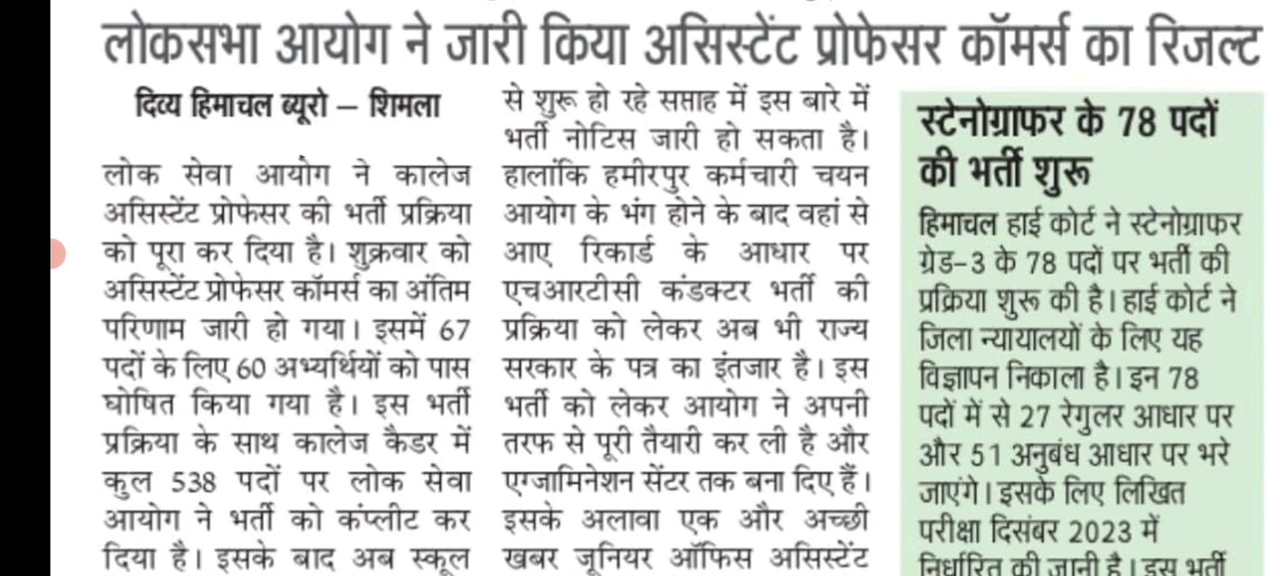 लोकसभा आयोग ने जारी किया असिस्टेंट प्रोफेसर कॉमर्स का रिजल्ट
दिव्य हिमाचल ब्यूरो – शिमला
लोक सेवा आयोग ने कालेज
असिस्टेंट प्रोफेसर की भर्ती प्रक्रिया
को पूरा कर दिया है। शुक्रवार को
असिस्टेंट प्रोफेसर कॉमर्स का अंतिम
परिणाम जारी हो गया। इसमें 67
पदों के लिए 60 अभ्यर्थियों को पास
घोषित किया गया है। इस भर्ती
प्रक्रिया के साथ कालेज कैडर में
कुल 538 पदों पर लोक सेवा
आयोग ने भर्ती को कंप्लीट कर
दिया है। इसके बाद अब स्कूल
से शुरू हो रहे सप्ताह में इस बारे में
भर्ती नोटिस जारी हो सकता है।
हालांकि हमीरपुर कर्मचारी चयन
आयोग के भंग होने के बाद वहां से
आए रिकार्ड के आधार पर
एचआरटीसी कंडक्टर भर्ती की
प्रक्रिया को लेकर अब भी राज्य
सरकार के पत्र का इंतजार है। इस
भर्ती को लेकर आयोग ने अपनी
तरफ से पूरी तैयारी कर ली है और
एग्जामिनेशन सेंटर तक बना दिए हैं।
इसके अलावा एक और अच्छी
खबर जूनियर ऑफिस असिस्टेंट
स्टेनोग्राफर के 78 पदों
की भर्ती शुरू
हिमाचल हाई कोर्ट ने स्टेनोग्राफर
ग्रेड-3 के 78 पदों पर भर्ती की
प्रक्रिया शुरू की है। हाई कोर्ट ने
जिला न्यायालयों के लिए यह
विज्ञापन निकाला है। इन 78
पदों में से 27 रेगुलर आधार पर
और 51 अनुबंध आधार पर भरे
जाएंगे। इसके लिए लिखित
परीक्षा दिसंबर 2023 में
निर्धारित की जानी है। इस भर्ती